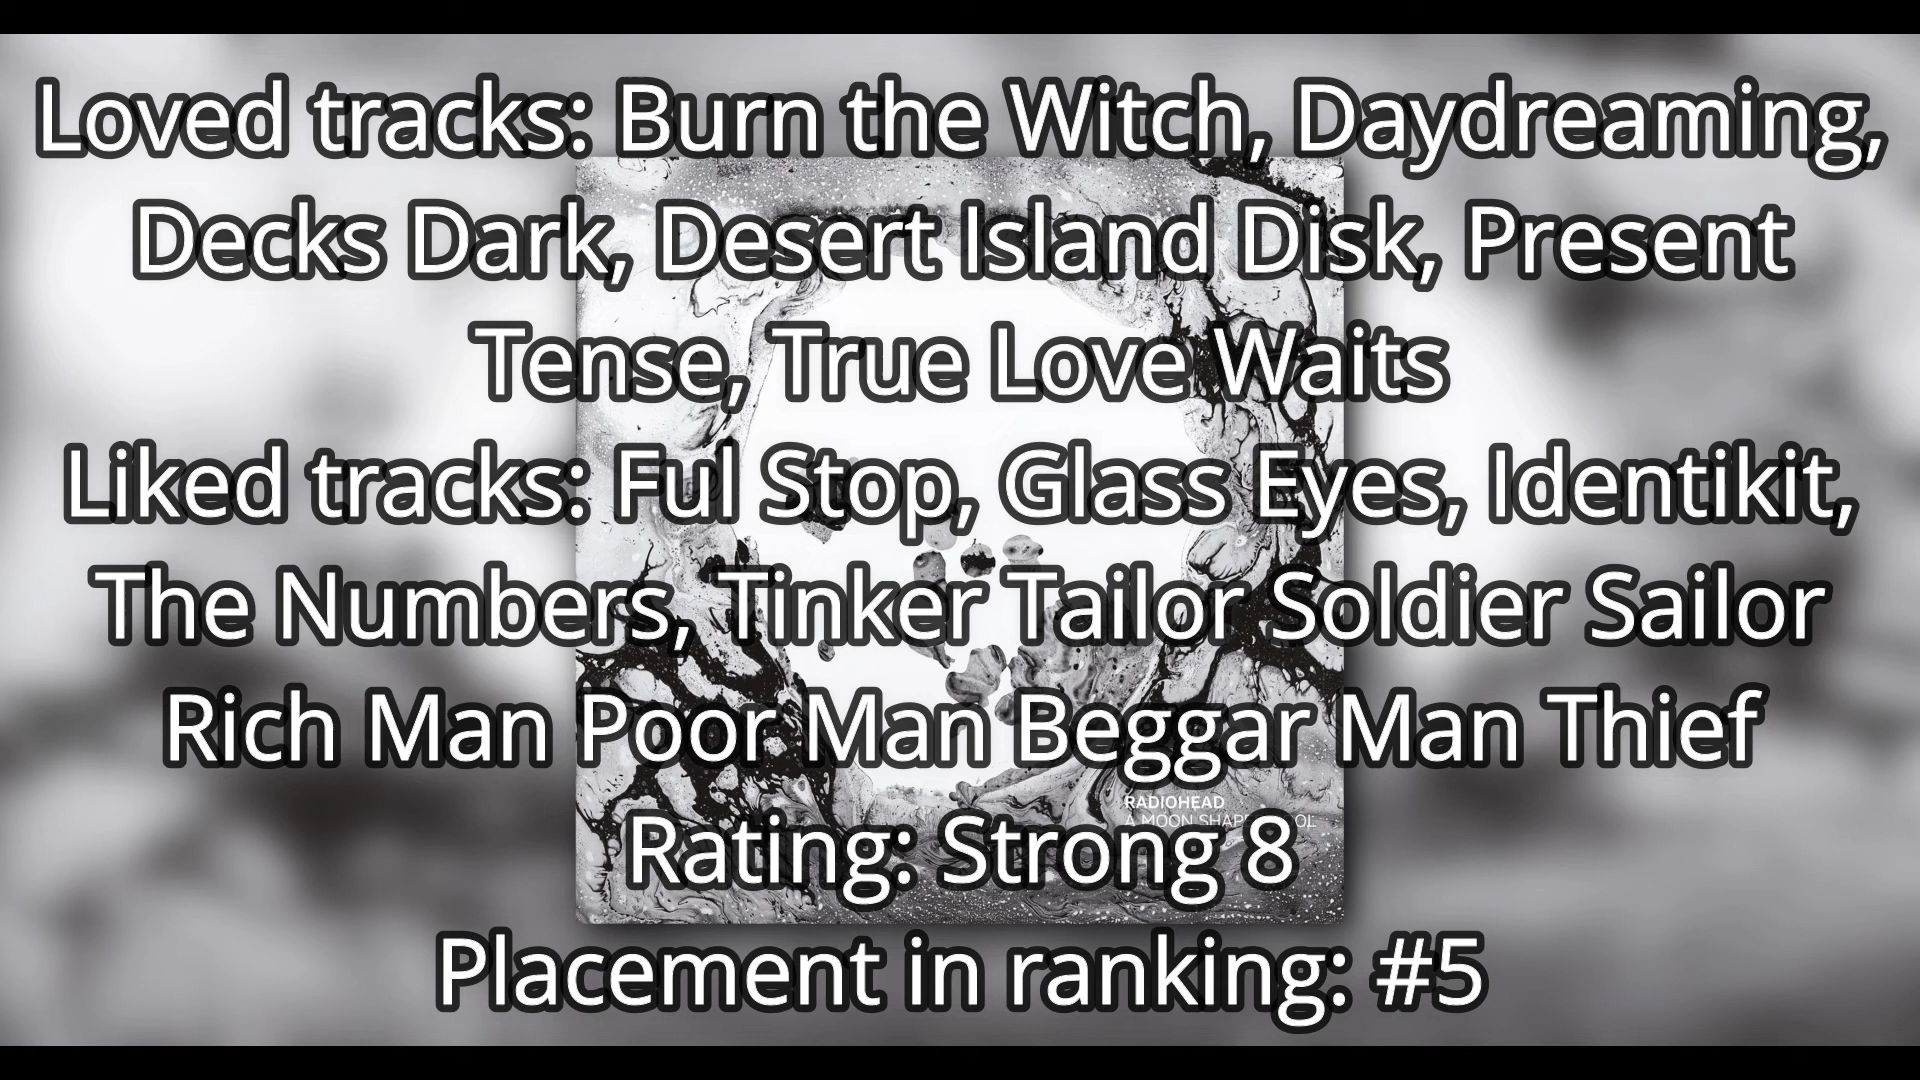 Loved tracks: Burn the Witch, Daydreaming,
Decks Dark, Desert Island Disk, Present
Tense, True Love Waits
Liked tracks: Ful Stop, Glass Eyes, Identikit,
The Numbers, Tinker Tailor Soldier Sailor
Rich Man Poor Man Beggar Man Thief
RADIOHEAD
A MOON
Rating: Strong 8
Placement in ranking: #5